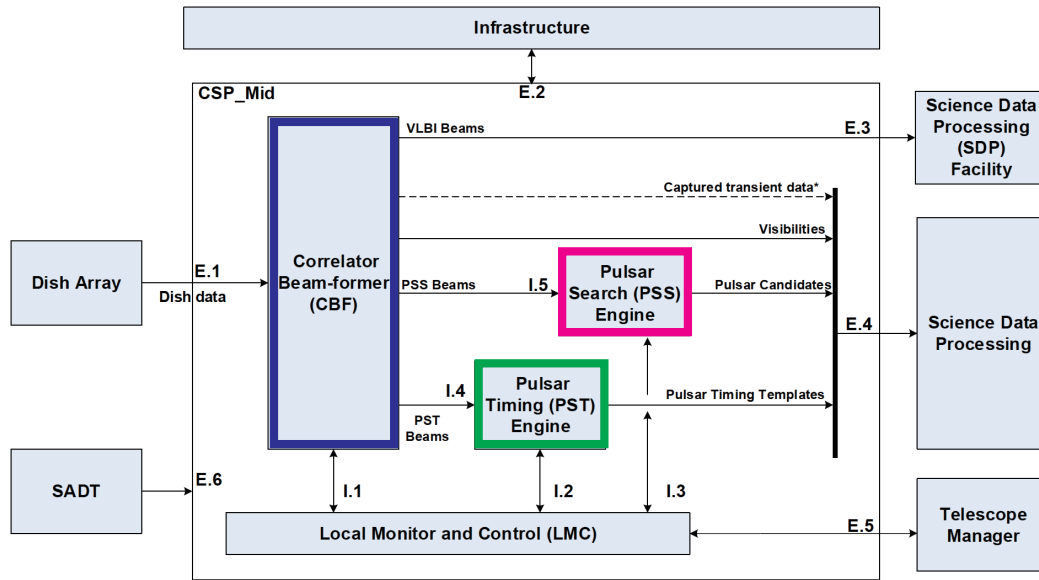 Infrastructure
CSP_Mid
E.2
VLBI Beams
E.3
Science Data
Processing
(SDP)
Facility
Captured transient data*
Visibilities
Dish Array
E.1
Dish data
Correlator
Beam-former
(CBF)
PSS Beams
I.5
Pulsar
Search (PSS)
Engine
Pulsar Candidates
E.4
Science Data
Processing
I.4
PST
Beams
Pulsar
Timing (PST)
Engine
Pulsar Timing Templates
SADT
E.6
I.1
I.2
I.3
Local Monitor and Control (LMC)
E.5
Telescope
Manager